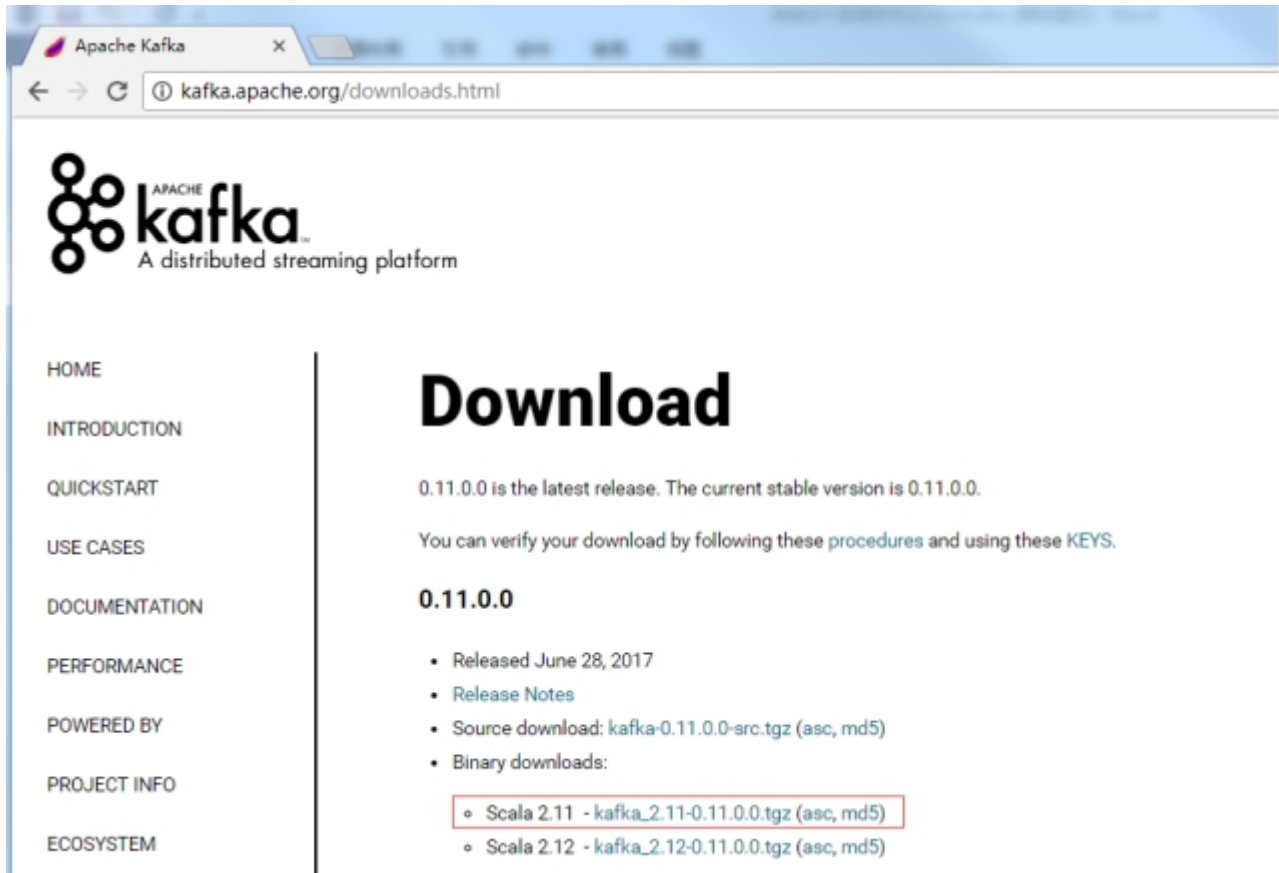 Apache Kafka
kafka.apache.org/downloads.html
APACHE
kafka
A distributed streaming platform
HOME
INTRODUCTION
QUICKSTART
USE CASES
DOCUMENTATION
PERFORMANCE
POWERED BY
PROJECT INFO
ECOSYSTEM
Download
0.11.0.0 is the latest release. The current stable version is 0.11.0.0.
You can verify your download by following these procedures and using these KEYS.
0.11.0.0
• Released June 28, 2017
• Release Notes
• Source download: kafka-0.11.0.0-src.tgz (asc, md5)
• Binary downloads:
◦ Scala 2.11 - kafka_2.11-0.11.0.0.tgz (asc, md5)
◦ Scala 2.12 - kafka_2.12-0.11.0.0.tgz (asc, md5)